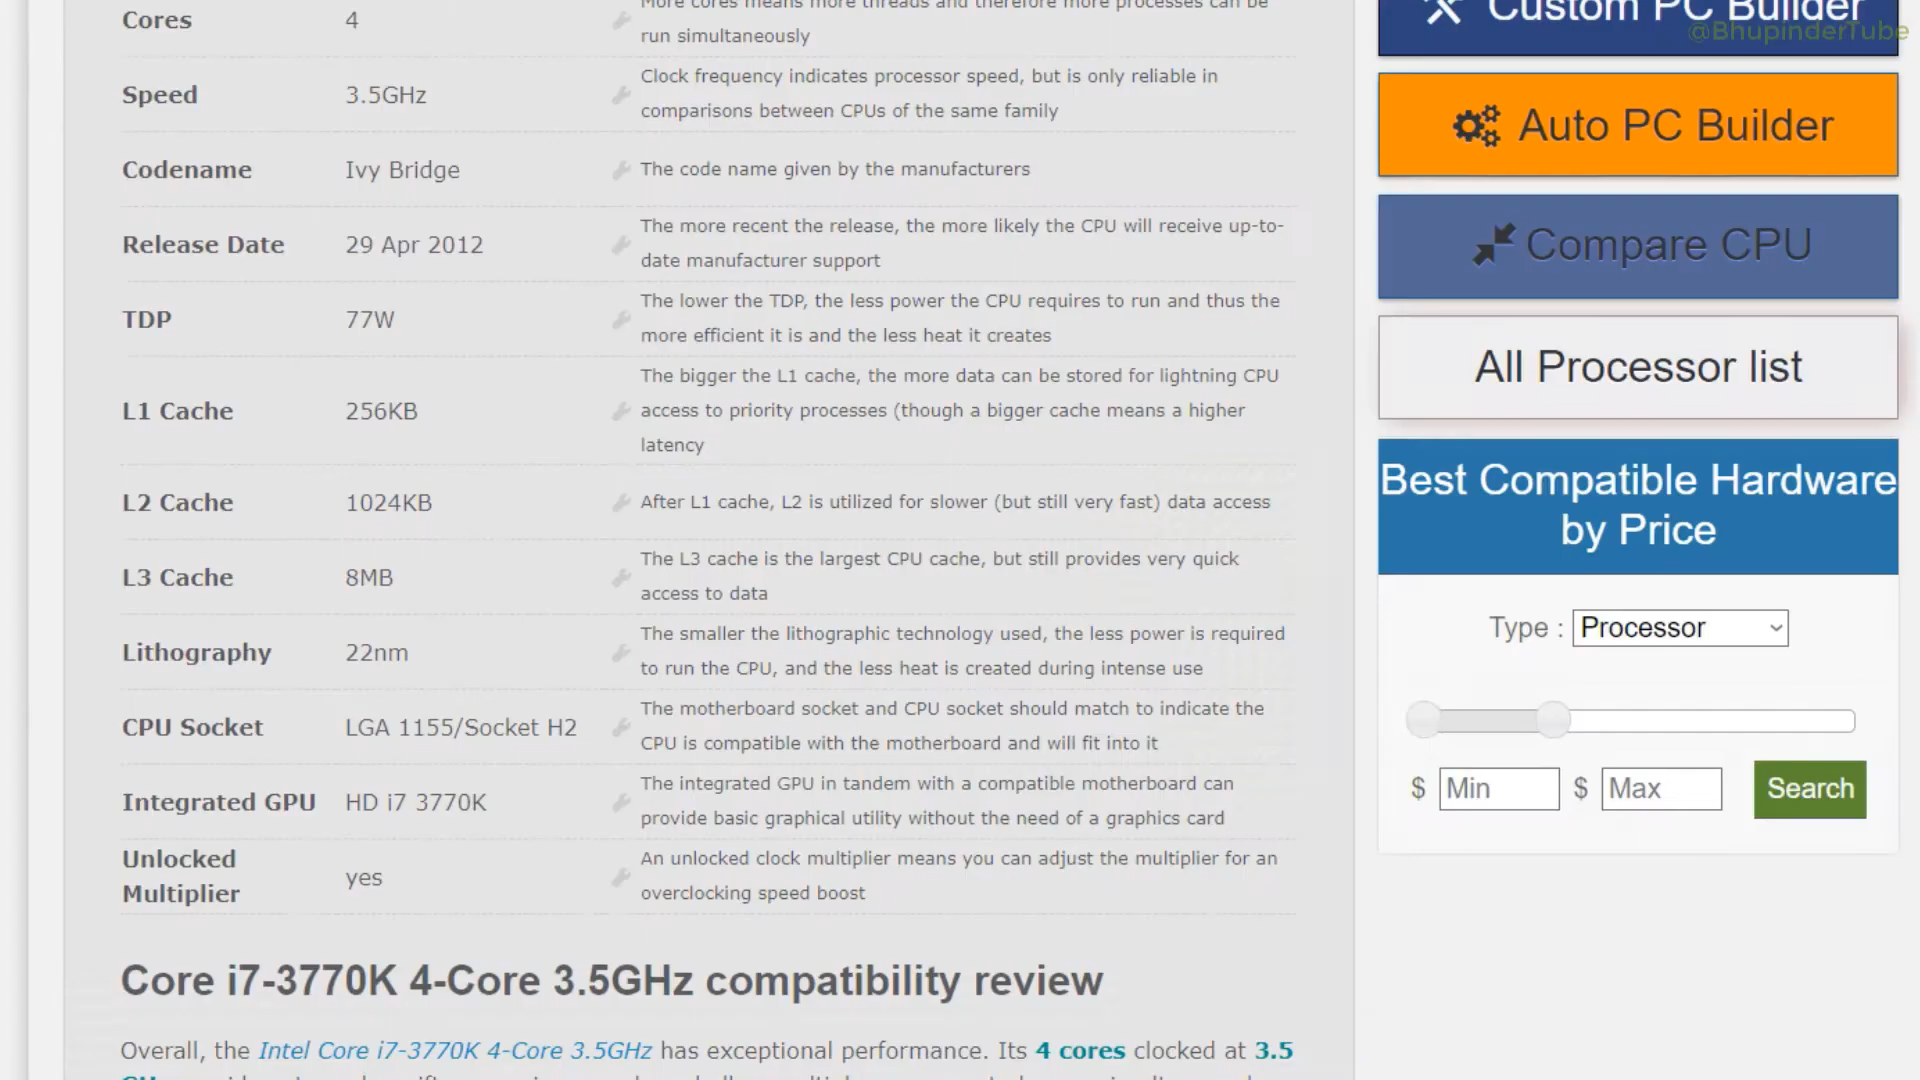 More cores means more threads and therefore more processes can be
Cores 4
run simultaneously
Speed 3.5GHz
Clock frequency indicates processor speed, but is only reliable in
comparisons between CPUs of the same family
Codename Ivy Bridge
The code name given by the manufacturers
Release Date 29 Apr 2012
The more recent the release, the more likely the CPU will receive up-to-
date manufacturer support
TDP 77W
The lower the TDP, the less power the CPU requires to run and thus the
more efficient it is and the less heat it creates
L1 Cache 256KB
The bigger the L1 cache, the more data can be stored for lightning CPU
access to priority processes (though a bigger cache means a higher
latency
L2 Cache 1024KB
After L1 cache, L2 is utilized for slower (but still very fast) data access
L3 Cache 8MB
The L3 cache is the largest CPU cache, but still provides very quick
access to data
Lithography 22nm
The smaller the lithographic technology used, the less power is required
to run the CPU, and the less heat is created during intense use
CPU Socket LGA 1155/Socket H2
The motherboard socket and CPU socket should match to indicate the
CPU is compatible with the motherboard and will fit into it
Integrated GPU HD i7 3770K
The integrated GPU in tandem with a compatible motherboard can
provide basic graphical utility without the need of a graphics card
Unlocked
Multiplier
yes
An unlocked clock multiplier means you can adjust the multiplier for an
overclocking speed boost
Core i7-3770K 4-Core 3.5GHz compatibility review
Overall, the Intel Core i7-3770K 4-Core 3.5GHz has exceptional performance. Its 4 cores clocked at 3.5
Custom PC Builder
@BhupinderTube
Auto PC Builder
Compare CPU
All Processor list
Best Compatible Hardware
by Price
Type : Processor
$ Min $ Max Search